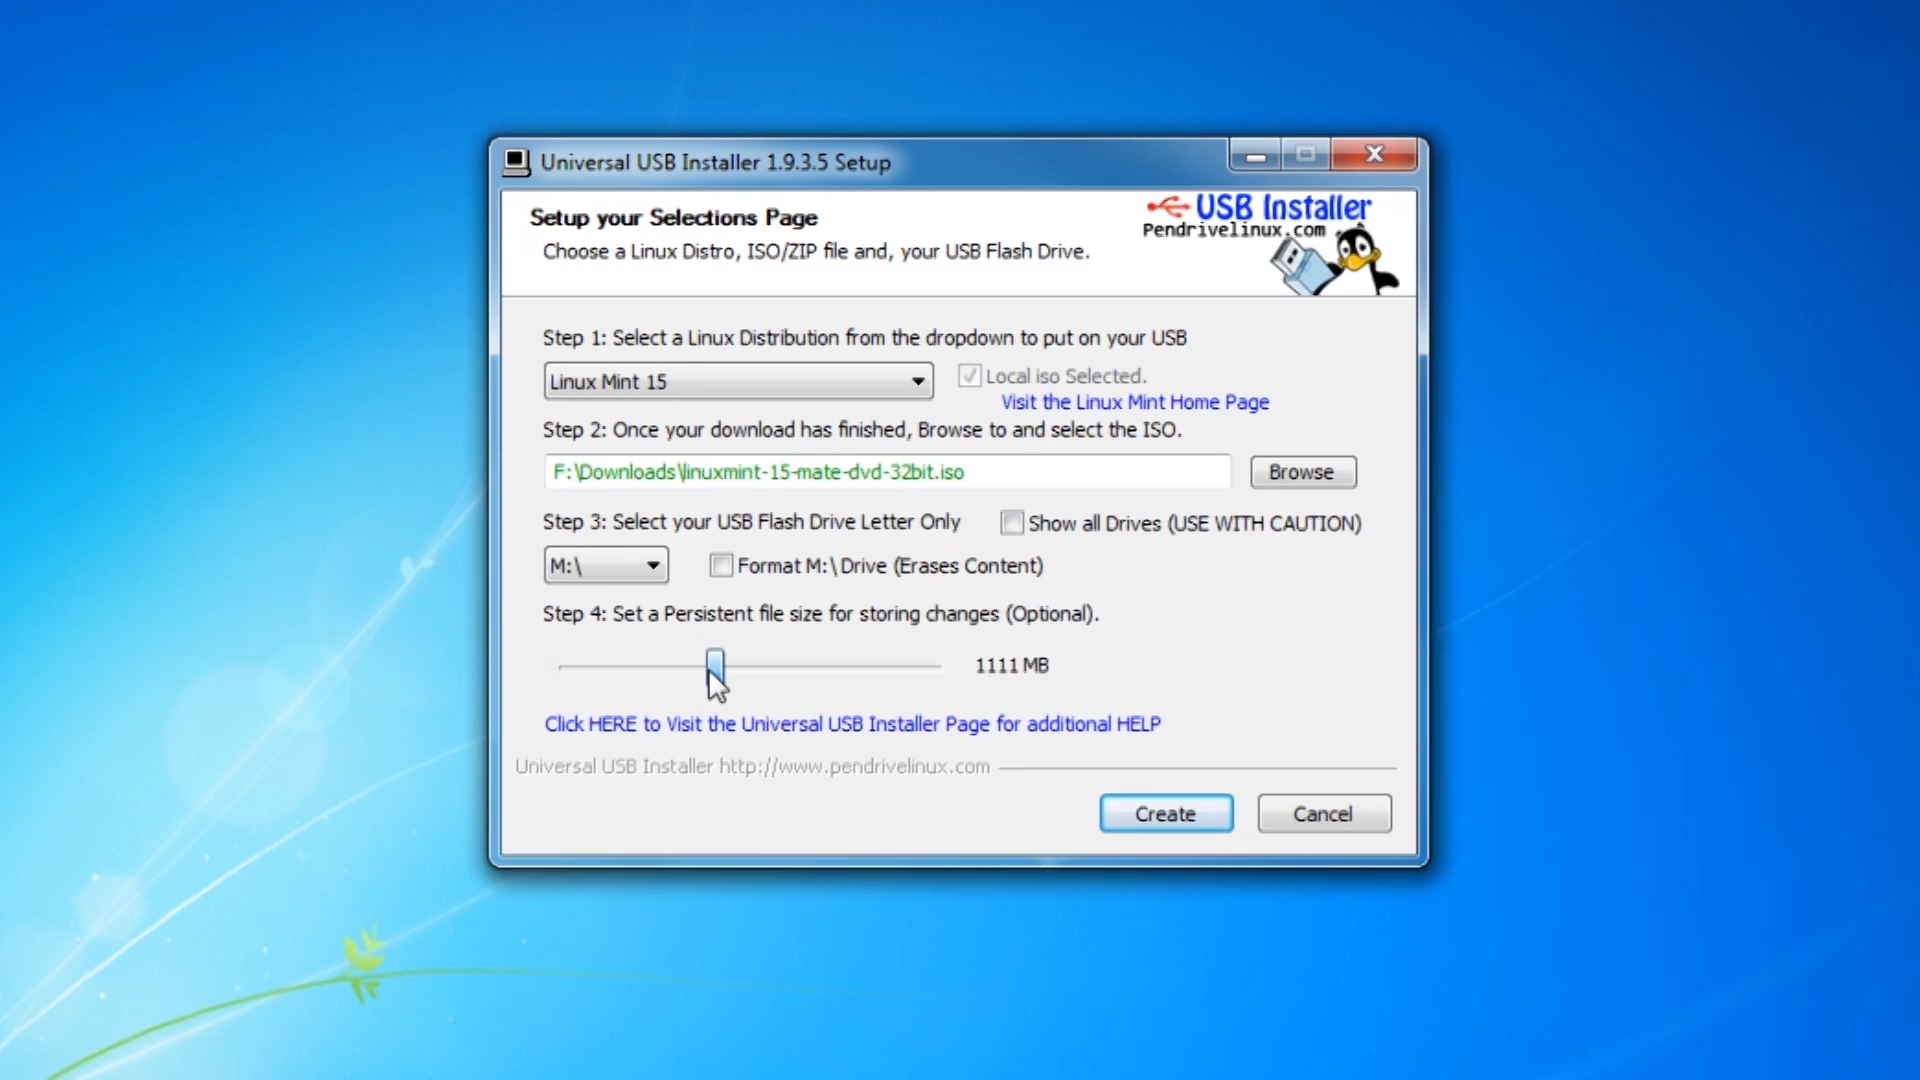 Universal USB Installer 1.9.3.5 Setup
Setup your Selections Page
Choose a Linux Distro, ISO/ZIP file and, your USB Flash Drive.
USB Installer
Pendrivelinux.com
Step 1: Select a Linux Distribution from the dropdown to put on your USB
Linux Mint 15
Local iso Selected.
Visit the Linux Mint Home Page
Step 2: Once your download has finished, Browse to and select the ISO.
F:\Downloads\linuxmint-15-mate-dvd-32bit.iso
Browse
Step 3: Select your USB Flash Drive Letter Only
Show all Drives (USE WITH CAUTION)
M:\
Format M:\ Drive (Erases Content)
Step 4: Set a Persistent file size for storing changes (Optional).
1111 MB
Click HERE to Visit the Universal USB Installer Page for additional HELP
Universal USB Installer http://www.pendrivelinux.com
Create
Cancel